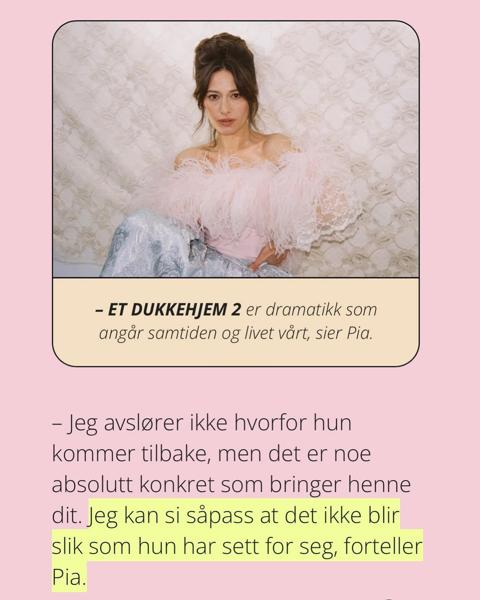 – ET DUKKEHJEM 2 er dramatikk som
angår samtiden og livet vårt, sier Pia.
– Jeg avslører ikke hvorfor hun
kommer tilbake, men det er noe
absolutt konkret som bringer henne
dit. Jeg kan si såpass at det ikke blir
slik som hun har sett for seg, forteller
Pia.